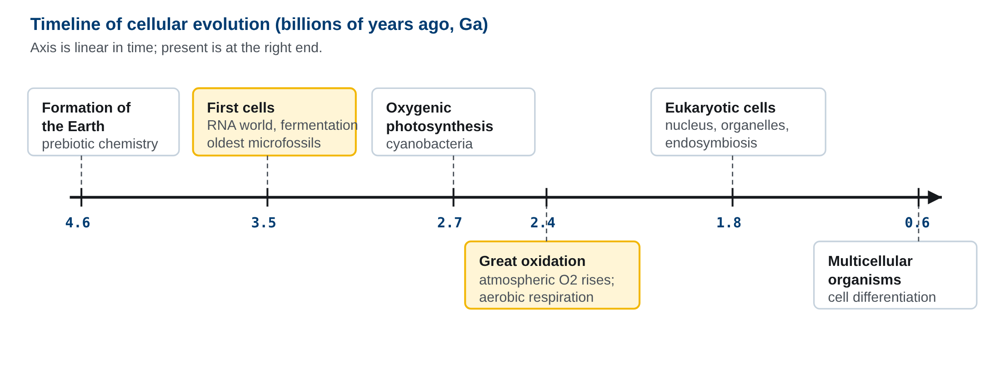 Timeline of cellular evolution (billions of years ago, Ga)
Axis is linear in time; present is at the right end.
Formation of
the Earth
prebiotic chemistry
First cells
RNA world, fermentation
oldest microfossils
Oxygenic
photosynthesis
cyanobacteria
Eukaryotic cells
nucleus, organelles,
endosymbiosis
4.6
3.5
2.7
2.4
1.8
0.6
Great oxidation
atmospheric O2 rises;
aerobic respiration
Multicellular
organisms
cell differentiation